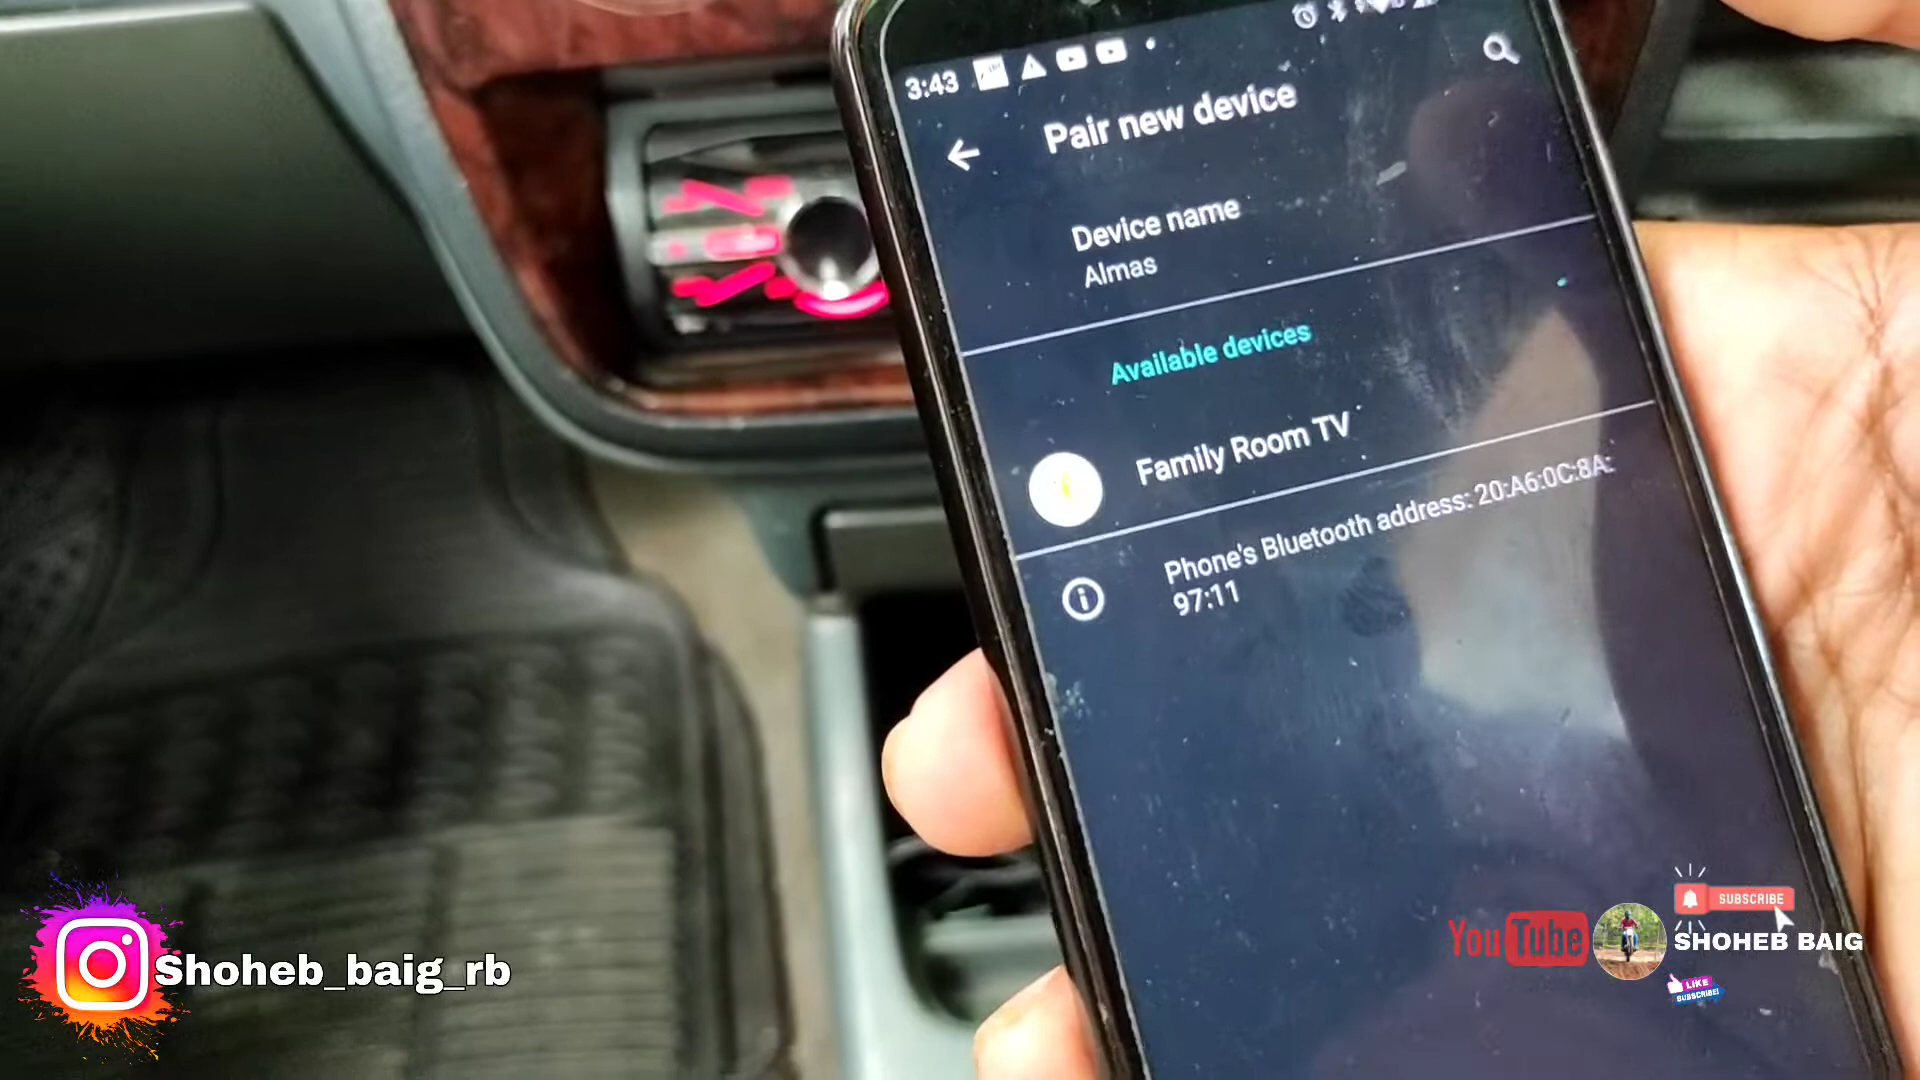 3:43
Pair new device
Device name
Almas
Available devices
Family Room TV
Phone's Bluetooth address: 20:A6:0C:8A:
97:11
SUBSCRIBE
YouTube
SHOHEB BAIG
LIKE
SUBSCRIBE!
Shoheb_baig_rb